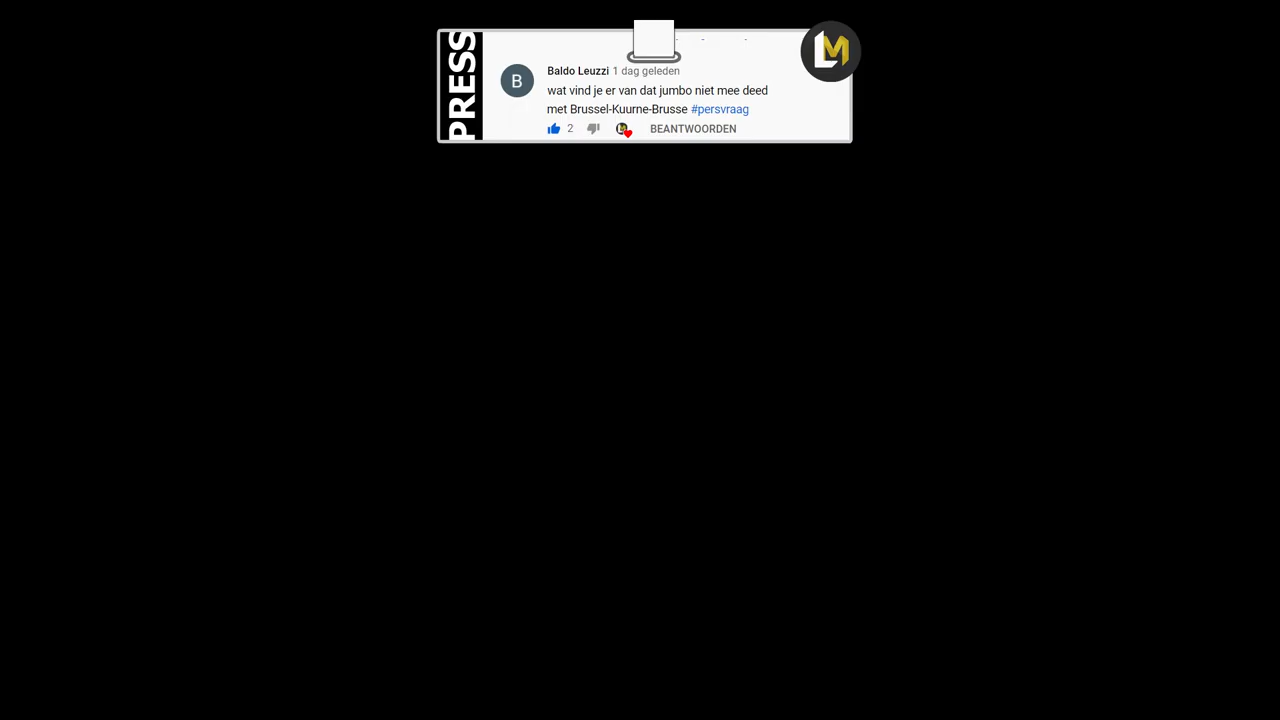 PRESS
LM
B
Baldo Leuzzi 1 dag geleden
wat vind je er van dat jumbo niet mee deed
met Brussel-Kuurne-Brusse #persvraag
2
BEANTWOORDEN